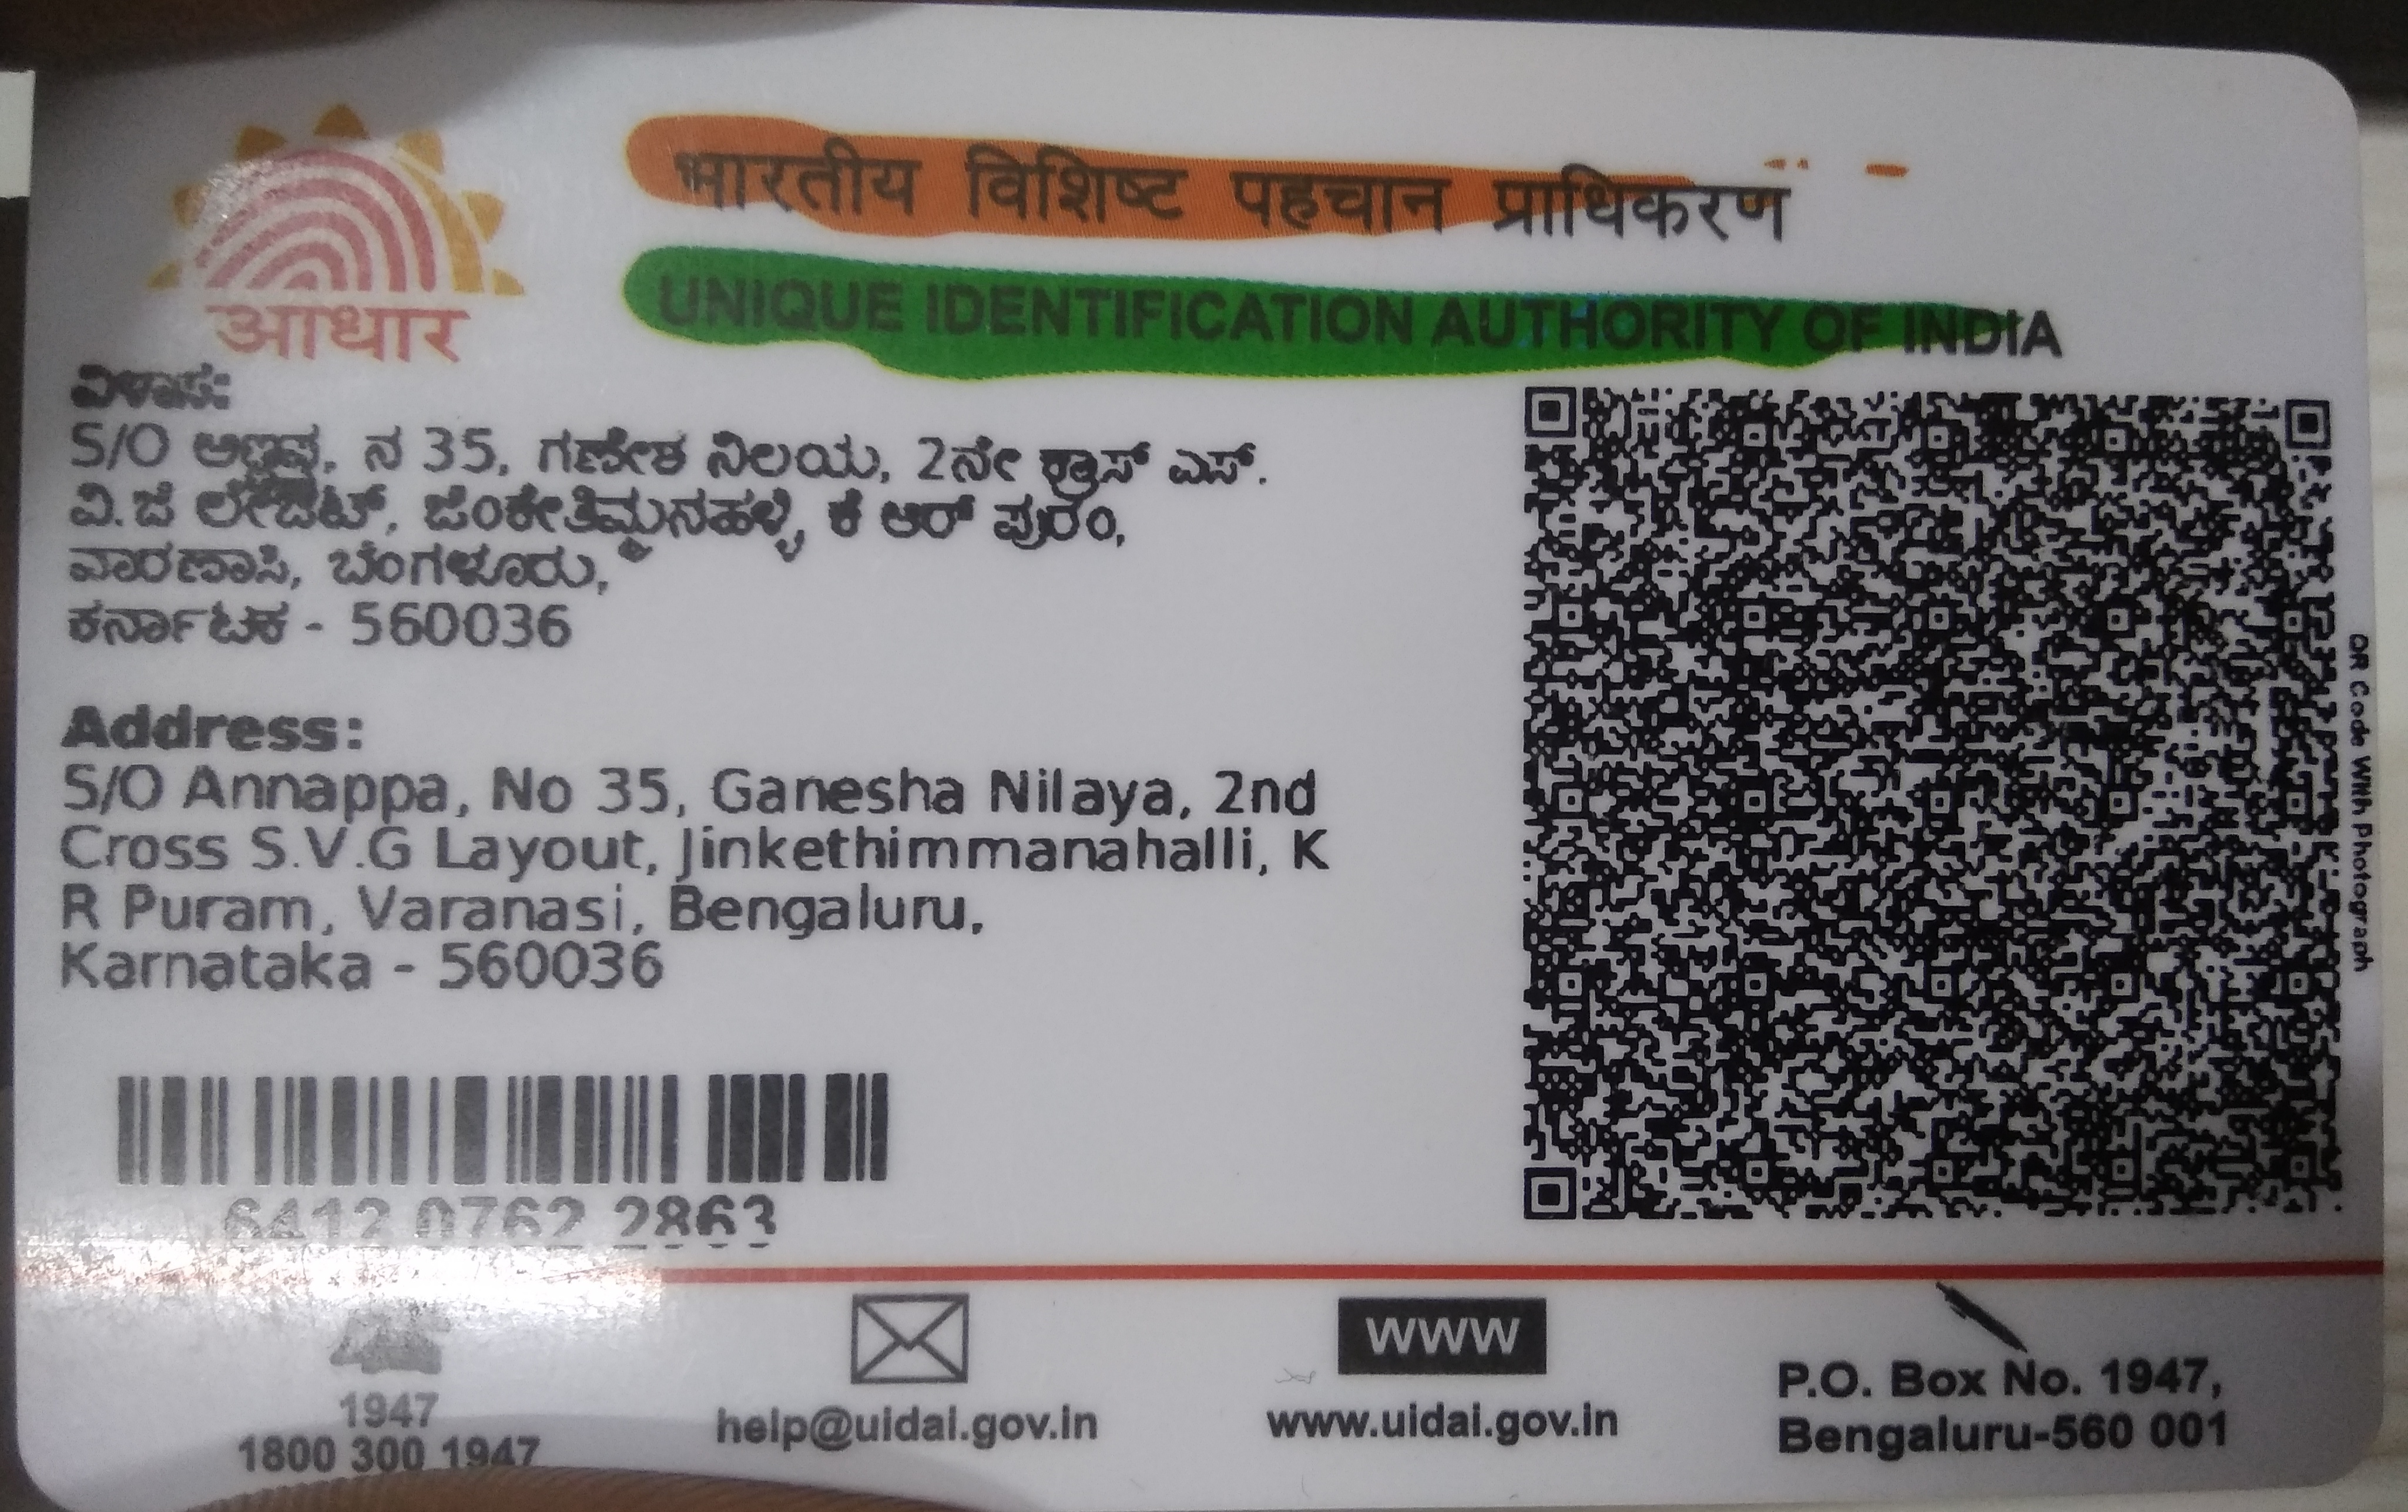 आधार
भारतीय विशिष्ट पहचान प्राधिकरण
UNIQUE IDENTIFICATION AUTHORITY OF INDIA
ವಿಳಾಸ:
S/O ಅಣ್ಣಪ್ಪ, ನ 35, ಗಣೇಶ ನಿಲಯ, 2ನೇ ಕ್ರಾಸ್ ಎಸ್.
ವಿ.ಜಿ ಲೇಔಟ್, ಜಿಂಕೇತಿಮ್ಮನಹಳ್ಳಿ, ಕೆ ಆರ್ ಪುರಂ,
ವಾರಣಾಸಿ, ಬೆಂಗಳೂರು,
ಕರ್ನಾಟಕ - 560036
Address:
S/O Annappa, No 35, Ganesha Nilaya, 2nd
Cross S.V.G Layout, Jinkethimmanahalli, K
R Puram, Varanasi, Bengaluru,
Karnataka - 560036
6412 0762 2863
QR Code With Photograph
1947
1800 300 1947
help@uidai.gov.in
www
www.uidai.gov.in
P.O. Box No. 1947,
Bengaluru-560 001